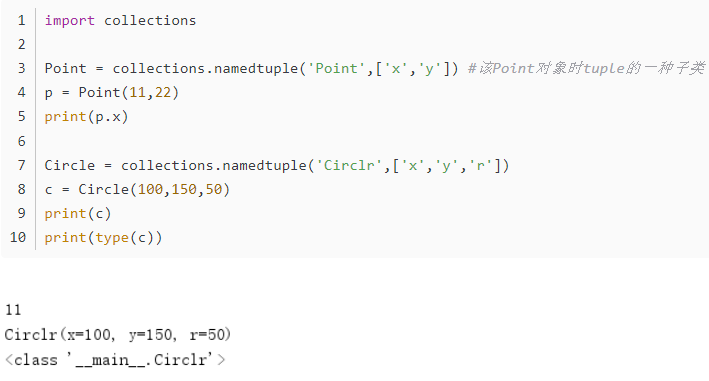 1 import collections
2
3 Point = collections.namedtuple('Point',['x','y']) #该Point对象时tuple的一种子类
4 p = Point(11,22)
5 print(p.x)
6
7 Circle = collections.namedtuple('Circlr',['x','y','r'])
8 c = Circle(100,150,50)
9 print(c)
10 print(type(c))
11
Circlr(x=100, y=150, r=50)
<class '__main__.Circlr'>